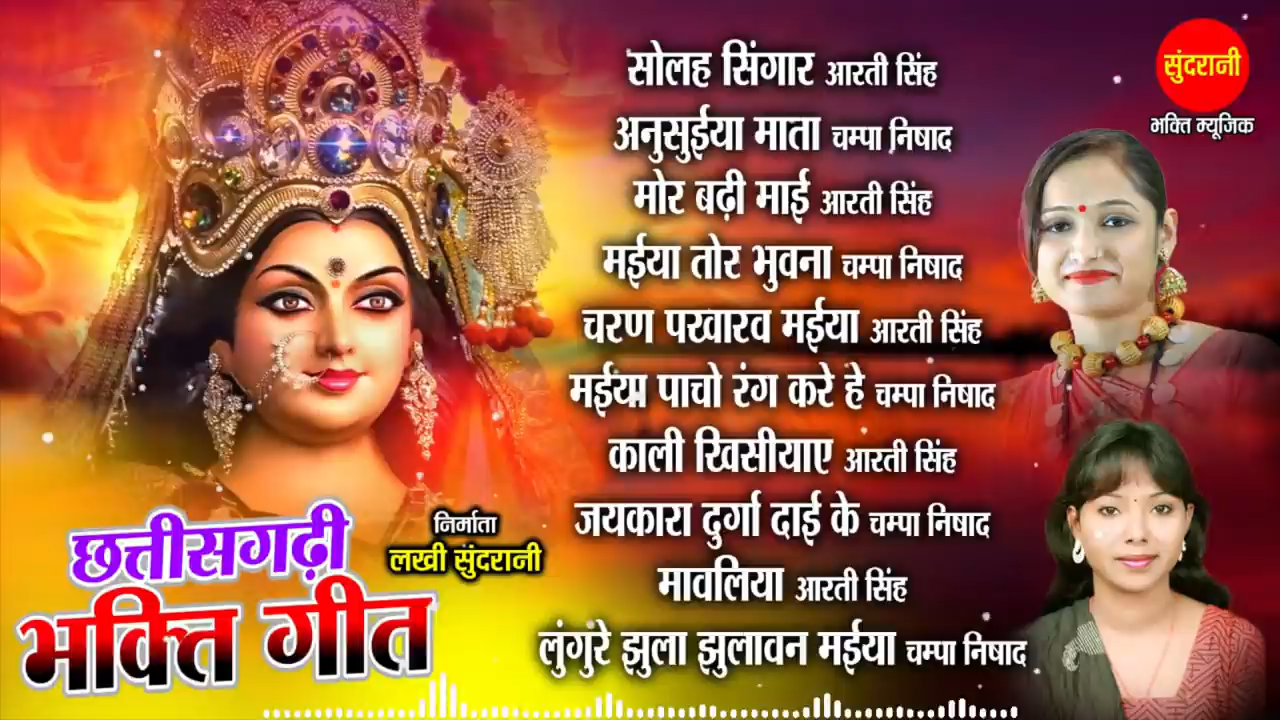 सोलह सिंगार आरती सिंह
अनुसुईया माता चम्पा निषाद
मोर बढ़ी माई आरती सिंह
मईया तोर भुवना चम्पा निषाद
चरण पखारव मईया आरती सिंह
मईया पाचो रंग करे हे चम्पा निषाद
काली खिसीयाए आरती सिंह
जयकारा दुर्गा दाई के चम्पा निषाद
मावलिया आरती सिंह
लुंगुरे झुला झुलावन मईया चम्पा निषाद
सुंदरानी
भक्ति म्यूजिक
छत्तीसगढ़ी
भक्ति गीत
निर्माता
लखी सुंदरानी